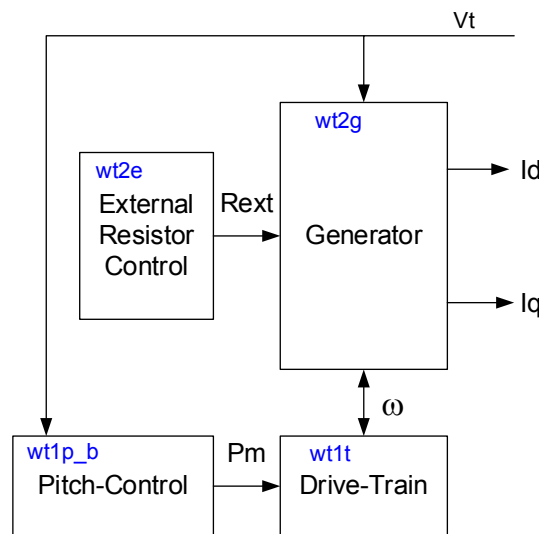 Vt
wt2g
wt2e
External
Resistor
Control
Rext
Generator
Id
Iq
ω
wt1p_b
Pitch-Control
Pm
wt1t
Drive-Train